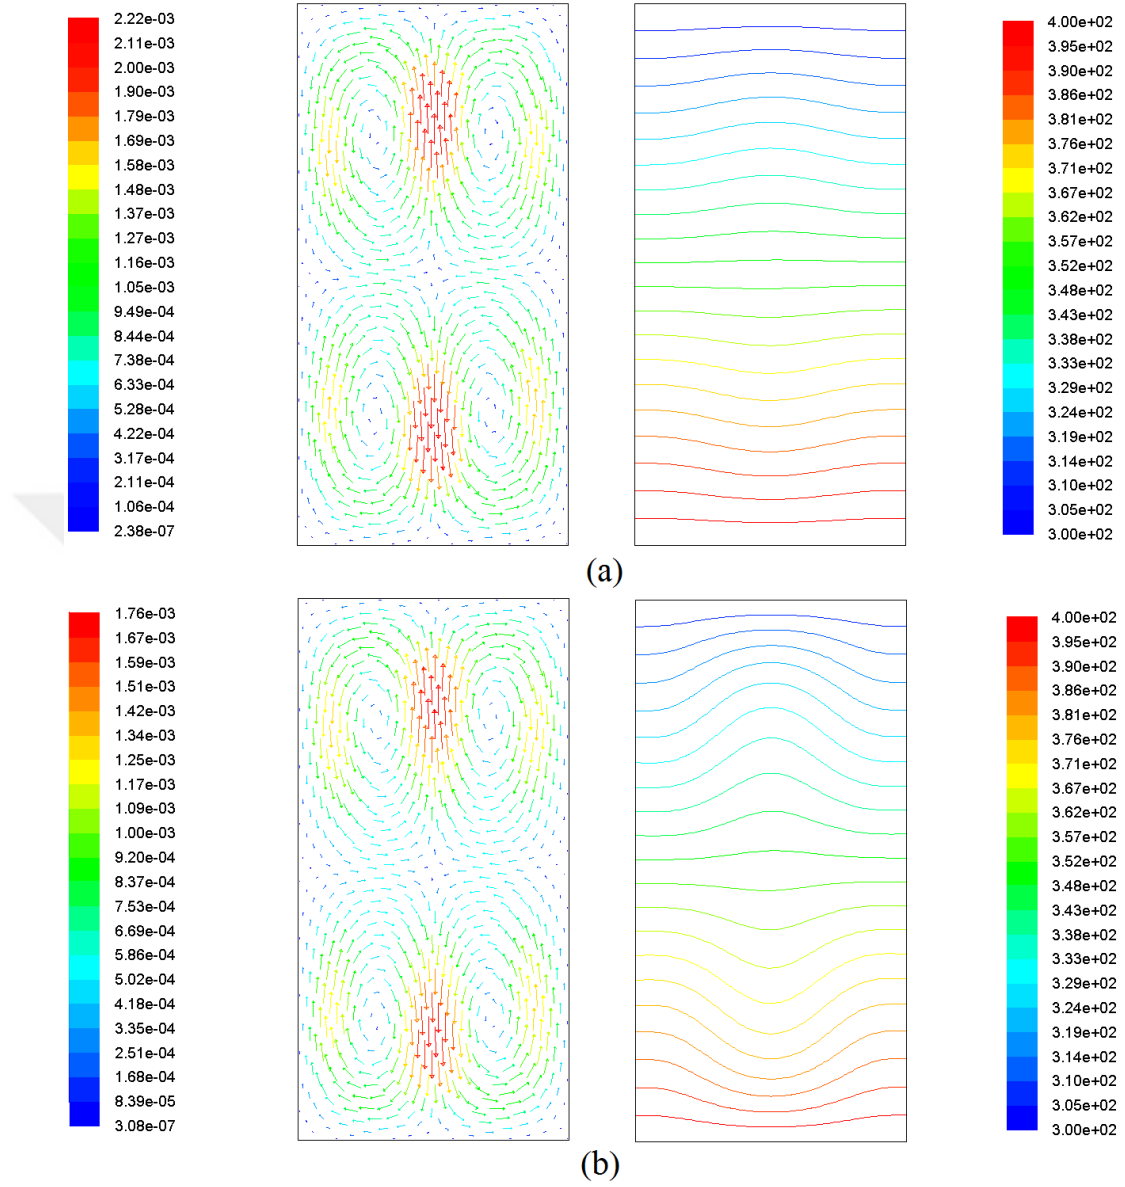 2.22e-03
2.11e-03
2.00e-03
1.90e-03
1.79e-03
1.69e-03
1.58e-03
1.48e-03
1.37e-03
1.27e-03
1.16e-03
1.05e-03
9.49e-04
8.44e-04
7.38e-04
6.33e-04
5.28e-04
4.22e-04
3.17e-04
2.11e-04
1.06e-04
2.38e-07
4.00e+02
3.95e+02
3.90e+02
3.86e+02
3.81e+02
3.76e+02
3.71e+02
3.67e+02
3.62e+02
3.57e+02
3.52e+02
3.48e+02
3.43e+02
3.38e+02
3.33e+02
3.29e+02
3.24e+02
3.19e+02
3.14e+02
3.10e+02
3.05e+02
3.00e+02
(a)
1.76e-03
1.67e-03
1.59e-03
1.51e-03
1.42e-03
1.34e-03
1.25e-03
1.17e-03
1.09e-03
1.00e-03
9.20e-04
8.37e-04
7.53e-04
6.69e-04
5.86e-04
5.02e-04
4.18e-04
3.35e-04
2.51e-04
1.68e-04
8.39e-05
3.08e-07
4.00e+02
3.95e+02
3.90e+02
3.86e+02
3.81e+02
3.76e+02
3.71e+02
3.67e+02
3.62e+02
3.57e+02
3.52e+02
3.48e+02
3.43e+02
3.38e+02
3.33e+02
3.29e+02
3.24e+02
3.19e+02
3.14e+02
3.10e+02
3.05e+02
3.00e+02
(b)